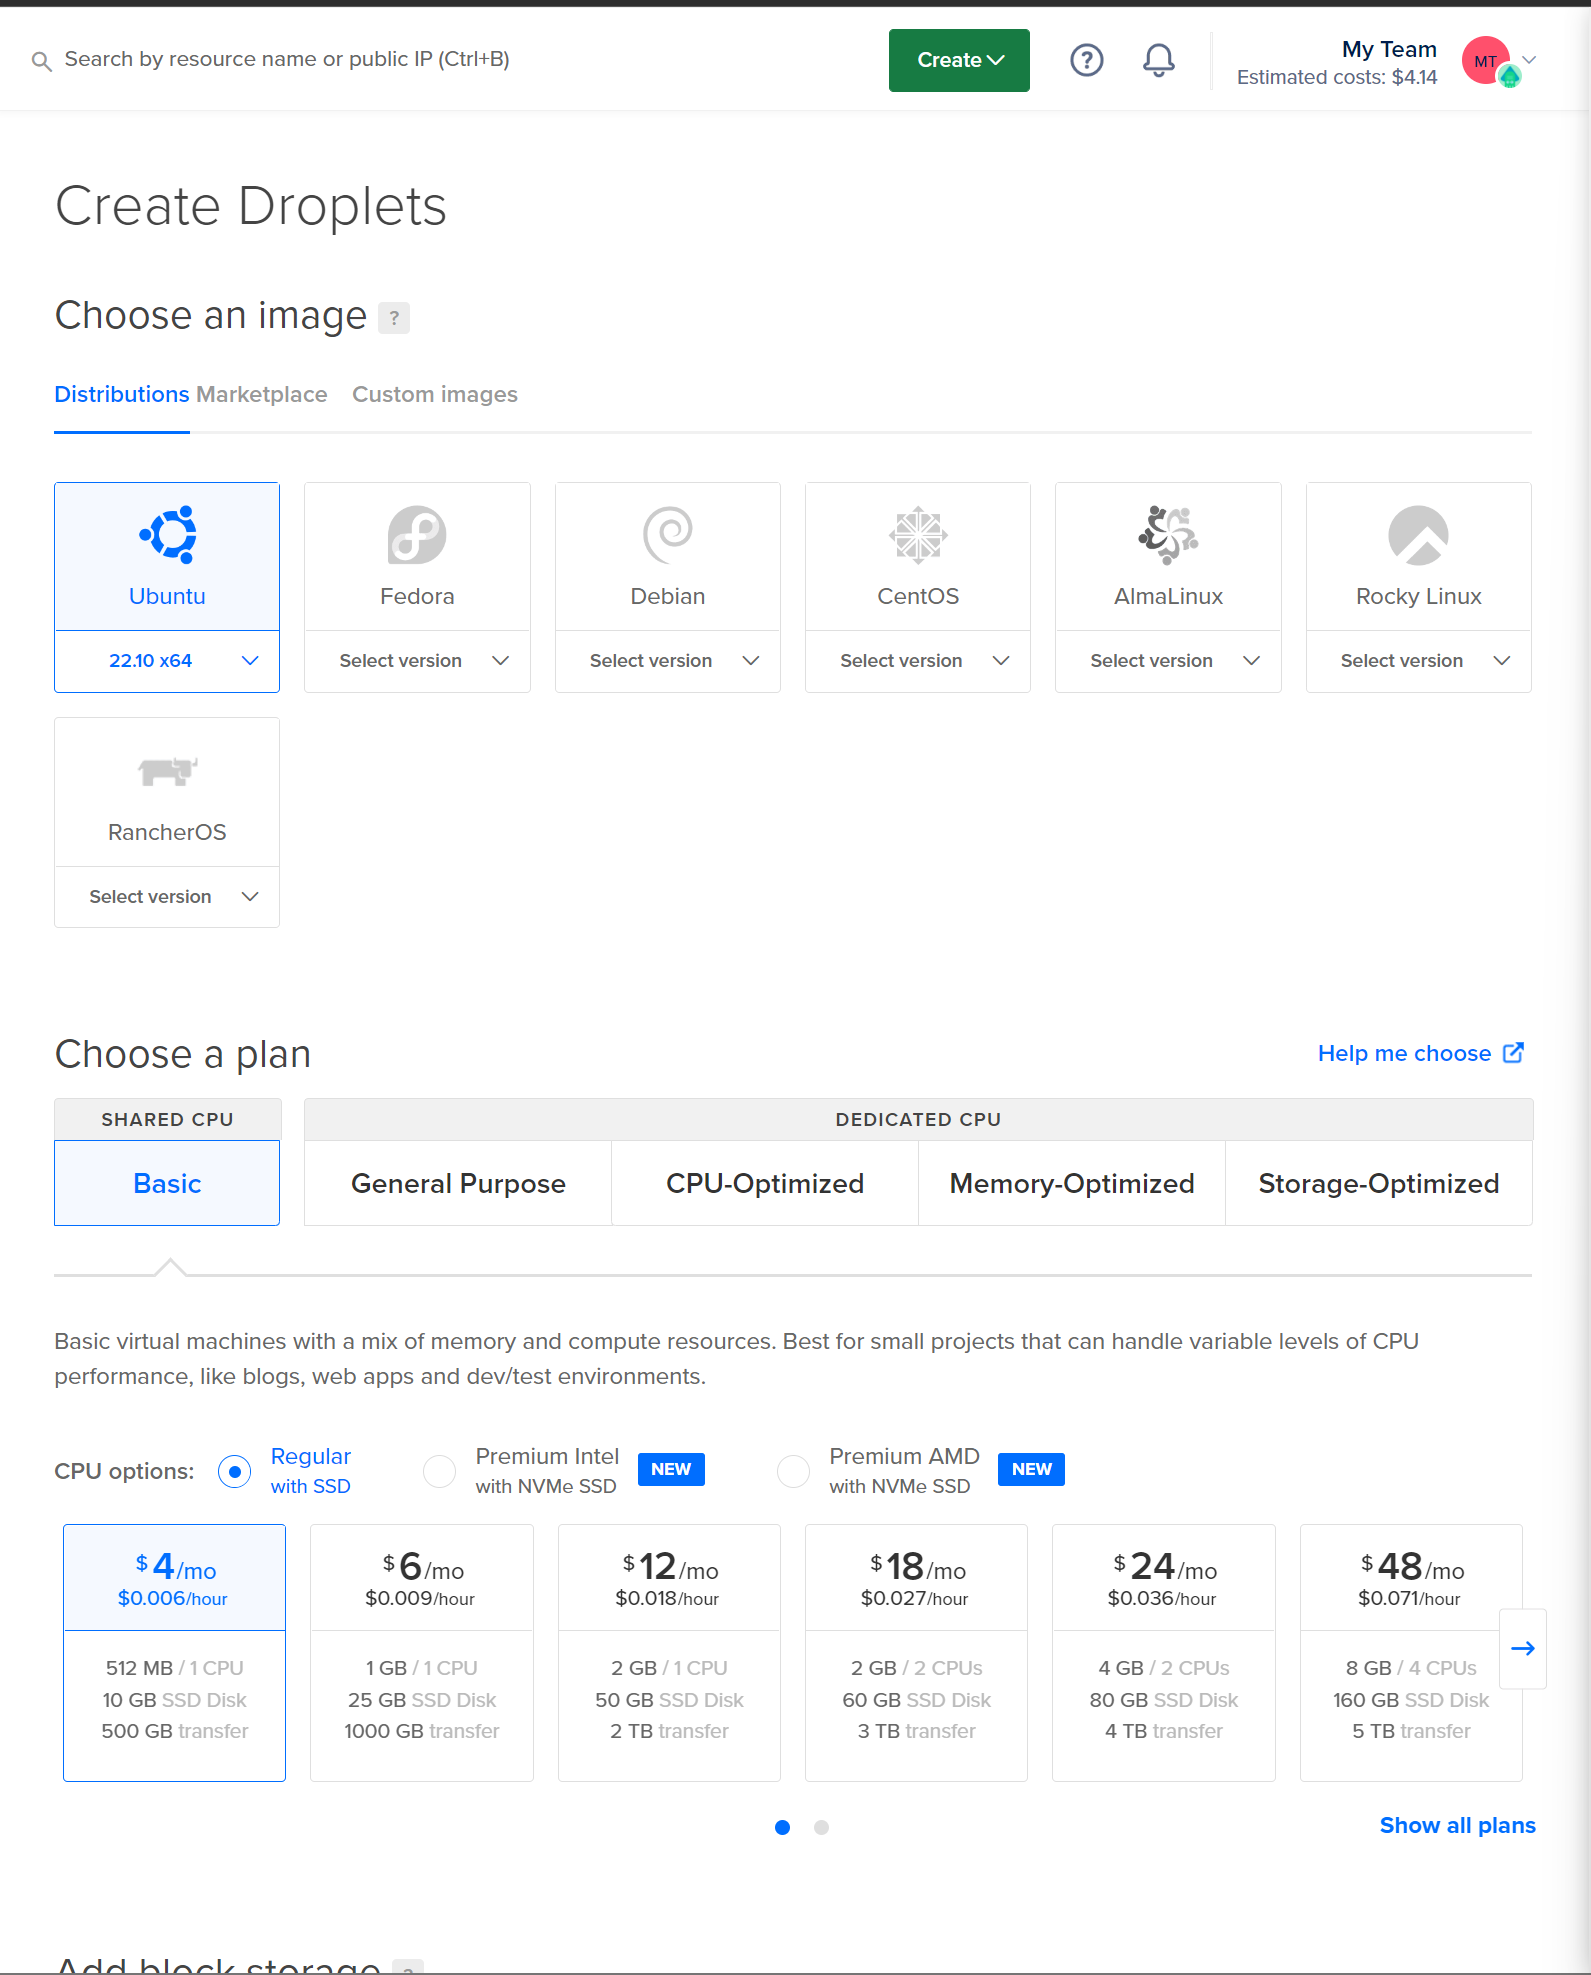 Search by resource name or public IP (Ctrl+B)
Create
?
My Team
Estimated costs: $4.14
MT
Create Droplets
Choose an image ?
Distributions Marketplace Custom images
Ubuntu
22.10 x64
Fedora
Select version
Debian
Select version
CentOS
Select version
AlmaLinux
Select version
Rocky Linux
Select version
RancherOS
Select version
Choose a plan
Help me choose
SHARED CPU
Basic
DEDICATED CPU
General Purpose
CPU-Optimized
Memory-Optimized
Storage-Optimized
Basic virtual machines with a mix of memory and compute resources. Best for small projects that can handle variable levels of CPU
performance, like blogs, web apps and dev/test environments.
CPU options:
Regular
with SSD
Premium Intel
with NVMe SSD
NEW
Premium AMD
with NVMe SSD
NEW
$4/mo
$0.006/hour
512 MB / 1 CPU
10 GB SSD Disk
500 GB transfer
$6/mo
$0.009/hour
1 GB / 1 CPU
25 GB SSD Disk
1000 GB transfer
$12/mo
$0.018/hour
2 GB / 1 CPU
50 GB SSD Disk
2 TB transfer
$18/mo
$0.027/hour
2 GB / 2 CPUs
60 GB SSD Disk
3 TB transfer
$24/mo
$0.036/hour
4 GB / 2 CPUs
80 GB SSD Disk
4 TB transfer
$48/mo
$0.071/hour
8 GB / 4 CPUs
160 GB SSD Disk
5 TB transfer
Show all plans
Add block storage ?